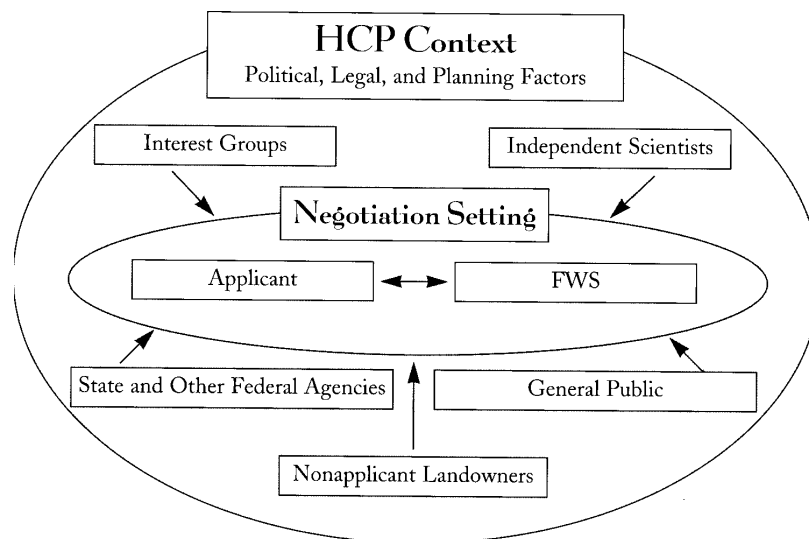 HCP Context
Political, Legal, and Planning Factors
Interest Groups
Independent Scientists
Negotiation Setting
Applicant
FWS
State and Other Federal Agencies
General Public
Nonapplicant Landowners